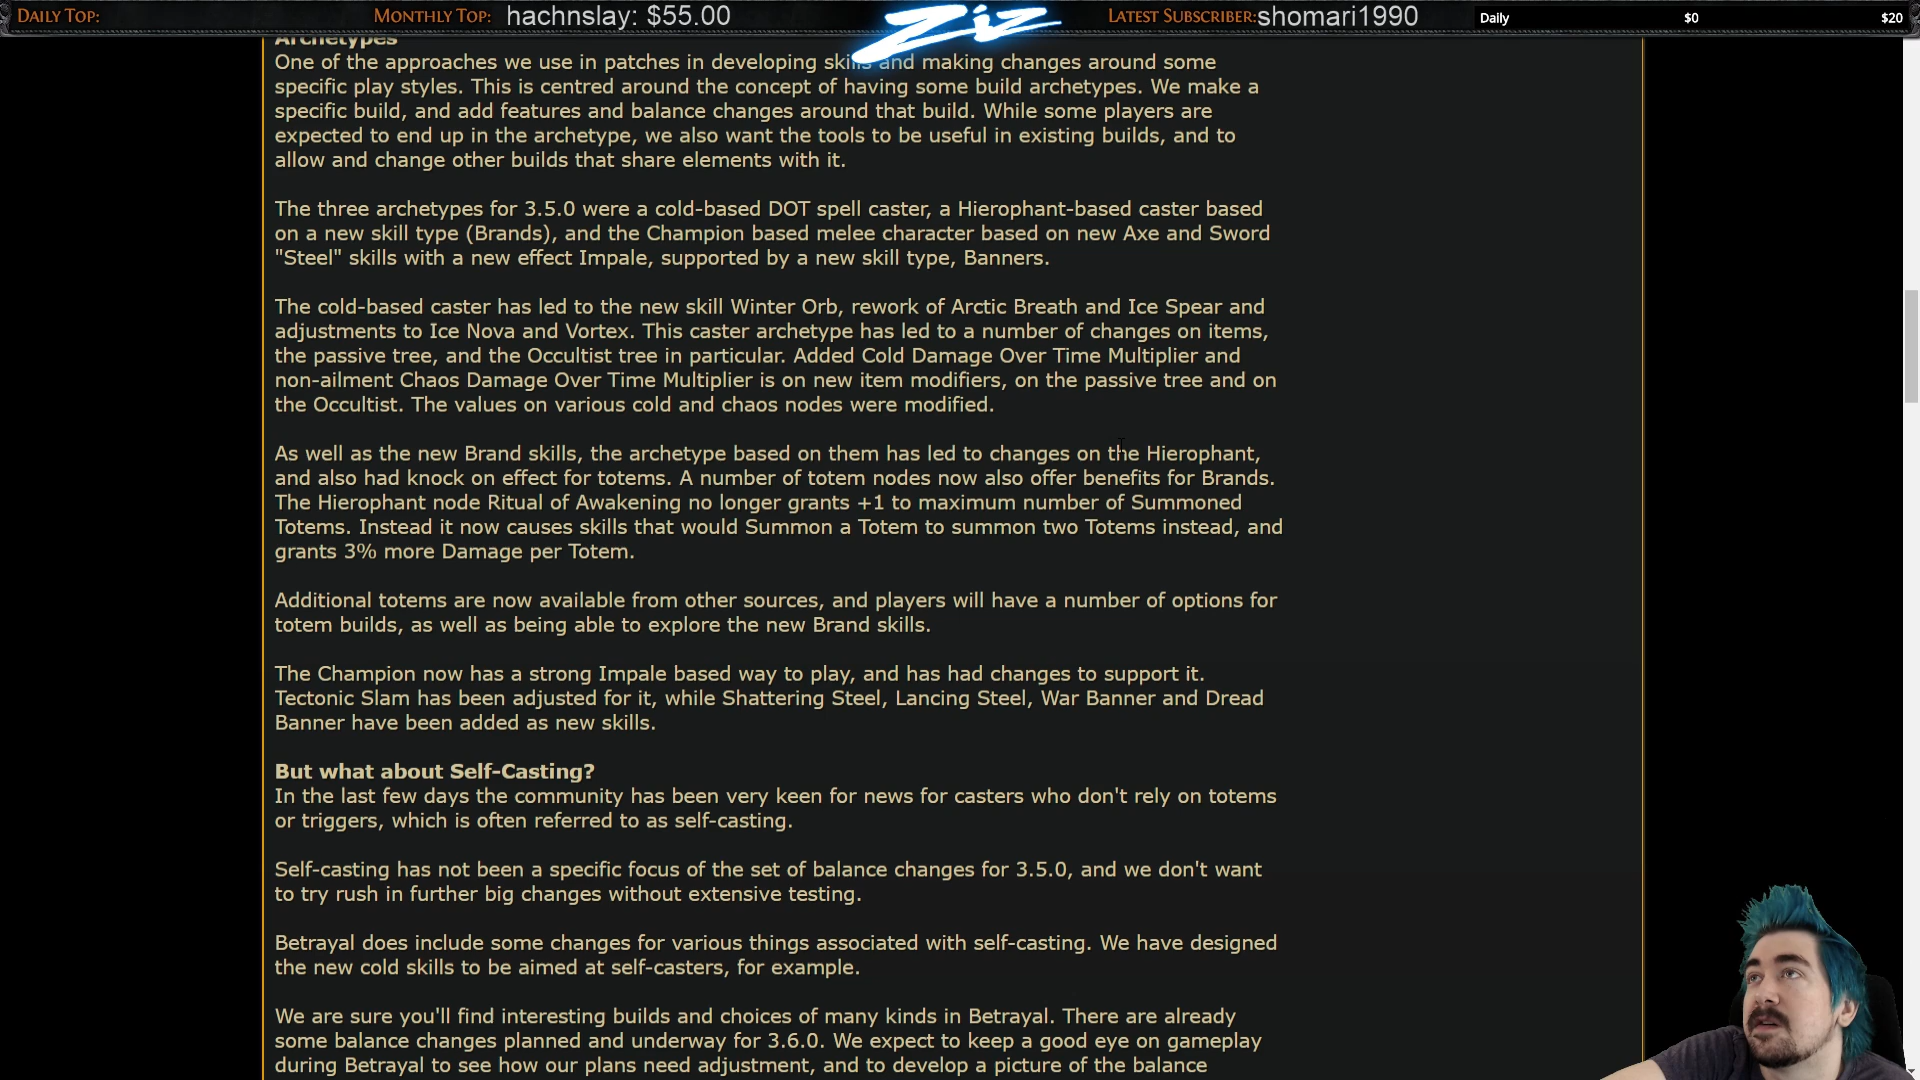 DAILY TOP: MONTHLY TOP: hachnslay: $55.00 Ziz LATEST SUBSCRIBER: shomari1990 Daily $0 $20
Archetypes
One of the approaches we use in patches in developing skills and making changes around some
specific play styles. This is centred around the concept of having some build archetypes. We make a
specific build, and add features and balance changes around that build. While some players are
expected to end up in the archetype, we also want the tools to be useful in existing builds, and to
allow and change other builds that share elements with it.
The three archetypes for 3.5.0 were a cold-based DOT spell caster, a Hierophant-based caster based
on a new skill type (Brands), and the Champion based melee character based on new Axe and Sword
"Steel" skills with a new effect Impale, supported by a new skill type, Banners.
The cold-based caster has led to the new skill Winter Orb, rework of Arctic Breath and Ice Spear and
adjustments to Ice Nova and Vortex. This caster archetype has led to a number of changes on items,
the passive tree, and the Occultist tree in particular. Added Cold Damage Over Time Multiplier and
non-ailment Chaos Damage Over Time Multiplier is on new item modifiers, on the passive tree and on
the Occultist. The values on various cold and chaos nodes were modified.
As well as the new Brand skills, the archetype based on them has led to changes on the Hierophant,
and also had knock on effect for totems. A number of totem nodes now also offer benefits for Brands.
The Hierophant node Ritual of Awakening no longer grants +1 to maximum number of Summoned
Totems. Instead it now causes skills that would Summon a Totem to summon two Totems instead, and
grants 3% more Damage per Totem.
Additional totems are now available from other sources, and players will have a number of options for
totem builds, as well as being able to explore the new Brand skills.
The Champion now has a strong Impale based way to play, and has had changes to support it.
Tectonic Slam has been adjusted for it, while Shattering Steel, Lancing Steel, War Banner and Dread
Banner have been added as new skills.
But what about Self-Casting?
In the last few days the community has been very keen for news for casters who don't rely on totems
or triggers, which is often referred to as self-casting.
Self-casting has not been a specific focus of the set of balance changes for 3.5.0, and we don't want
to try rush in further big changes without extensive testing.
Betrayal does include some changes for various things associated with self-casting. We have designed
the new cold skills to be aimed at self-casters, for example.
We are sure you'll find interesting builds and choices of many kinds in Betrayal. There are already
some balance changes planned and underway for 3.6.0. We expect to keep a good eye on gameplay
during Betrayal to see how our plans need adjustment, and to develop a picture of the balance